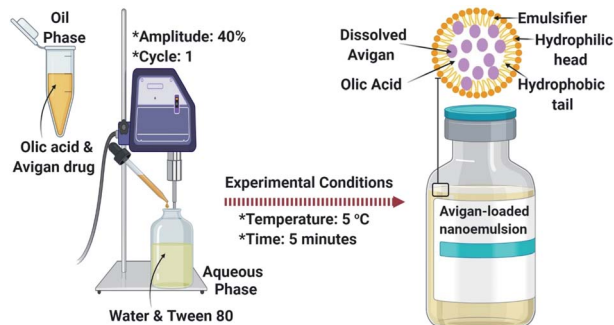 Oil
Phase
*Amplitude: 40%
*Cycle: 1
Olic acid &
Avigan drug
Experimental Conditions
*Temperature: 5 ºC
*Time: 5 minutes
Aqueous
Phase
Water & Tween 80
Emulsifier
Hydrophilic
head
Hydrophobic
tail
Dissolved
Avigan
Olic Acid
Avigan-loaded
nanoemulsion